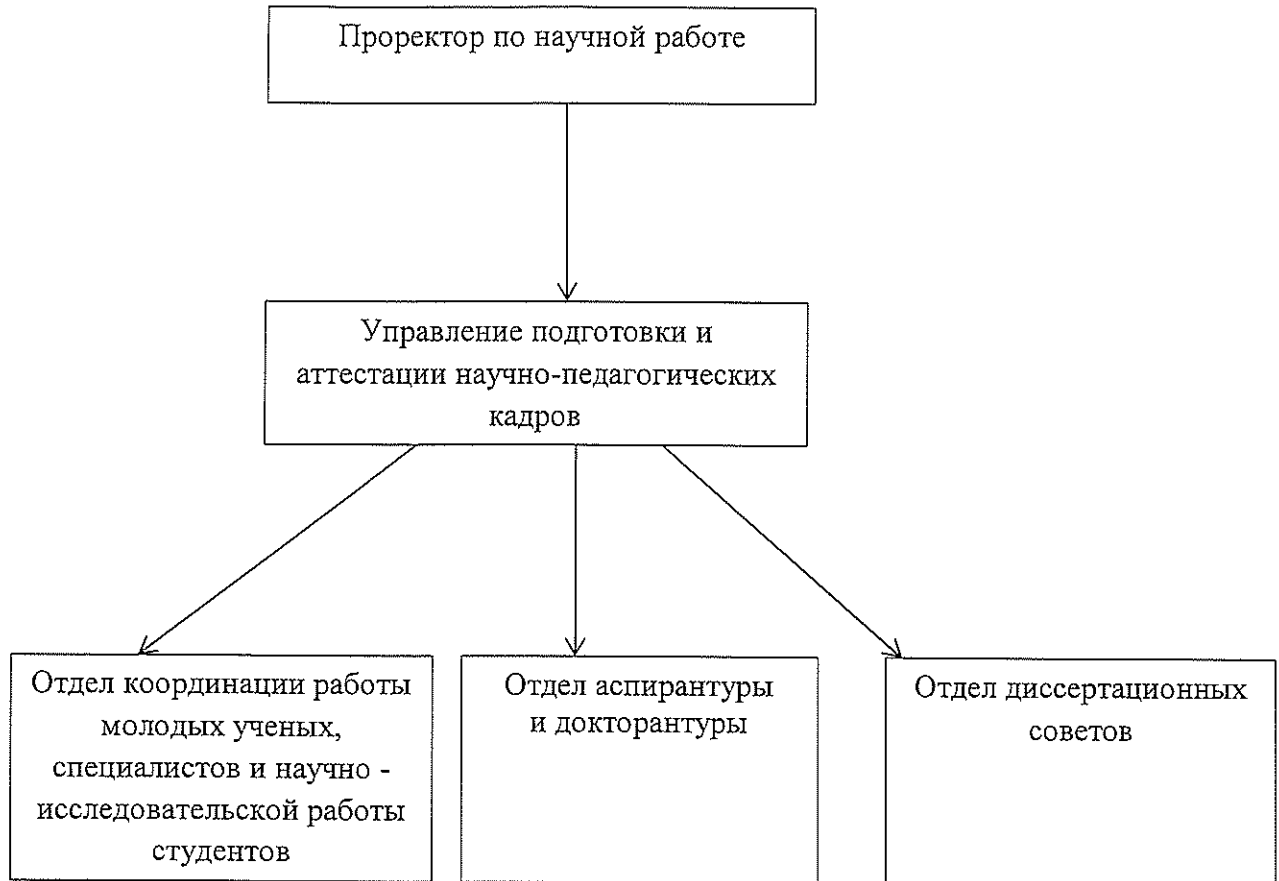 Проректор по научной работе
Управление подготовки и
аттестации научно-педагогических
кадров
Отдел координации работы
молодых ученых,
специалистов и научно -
исследовательской работы
студентов
Отдел аспирантуры
и докторантуры
Отдел диссертационных
советов